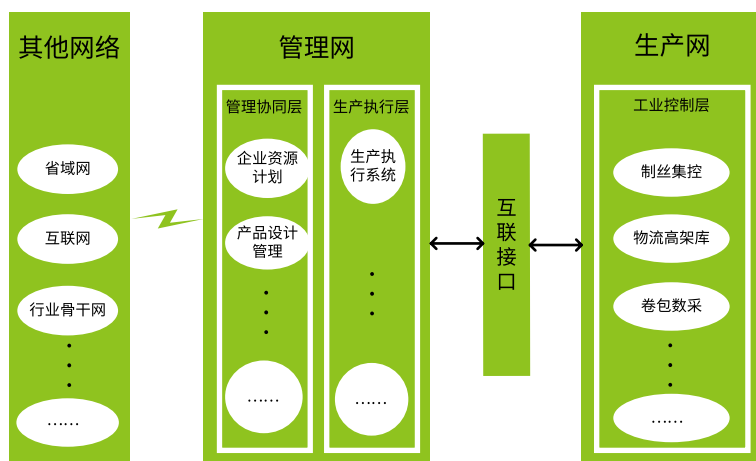 其他网络
省域网
互联网
行业骨干网
……
管理网
管理协同层
企业资源
计划
产品设计
管理
……
生产执行层
生产执
行系统
……
互
联
接
口
生产网
工业控制层
制丝集控
物流高架库
卷包数采
……